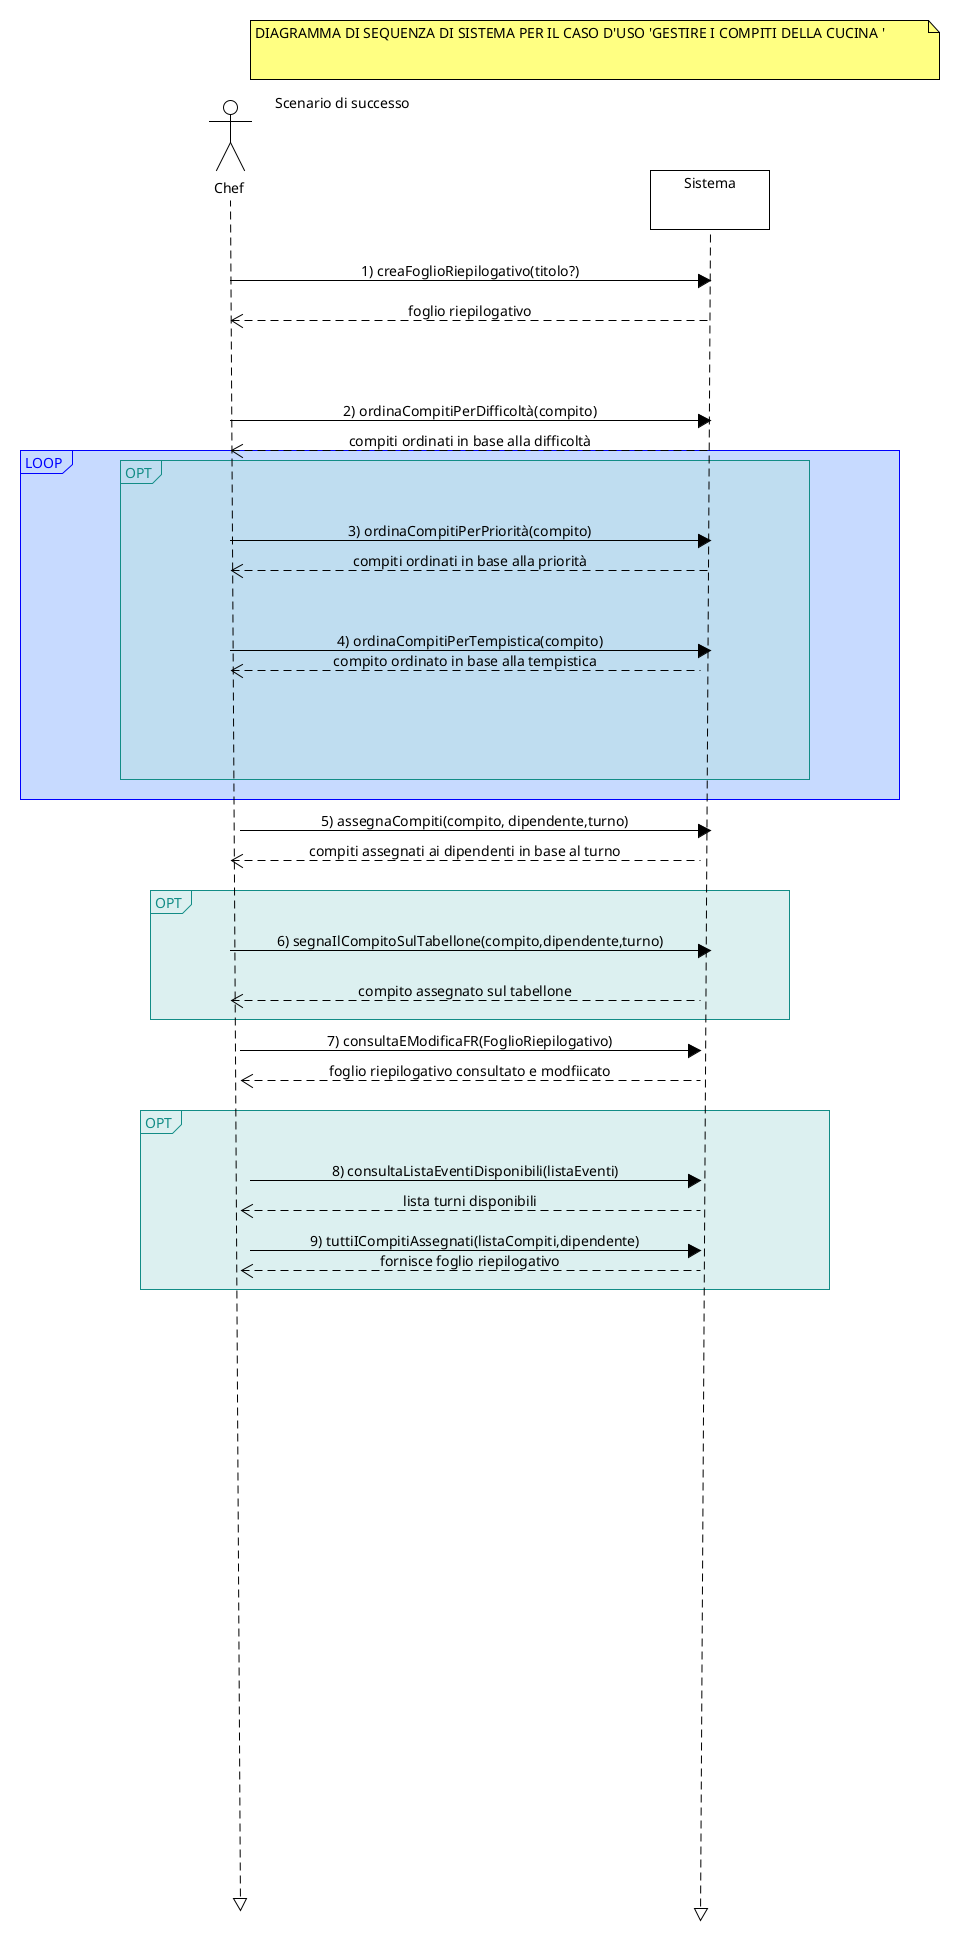 DIAGRAMMA DI SEQUENZA DI SISTEMA PER IL CASO D'USO 'GESTIRE I COMPITI DELLA CUCINA '
Scenario di successo
Chef
Sistema
1) creaFoglioRiepilogativo(titolo?)
foglio riepilogativo
2) ordinaCompitiPerDifficoltà(compito)
compiti ordinati in base alla difficoltà
LOOP
OPT
3) ordinaCompitiPerPriorità(compito)
compiti ordinati in base alla priorità
4) ordinaCompitiPerTempistica(compito)
compito ordinato in base alla tempistica
5) assegnaCompiti(compito, dipendente,turno)
compiti assegnati ai dipendenti in base al turno
OPT
6) segnaIlCompitoSulTabellone(compito,dipendente,turno)
compito assegnato sul tabellone
7) consultaEModificaFR(FoglioRiepilogativo)
foglio riepilogativo consultato e modfiicato
OPT
8) consultaListaEventiDisponibili(listaEventi)
lista turni disponibili
9) tuttiICompitiAssegnati(listaCompiti,dipendente)
fornisce foglio riepilogativo